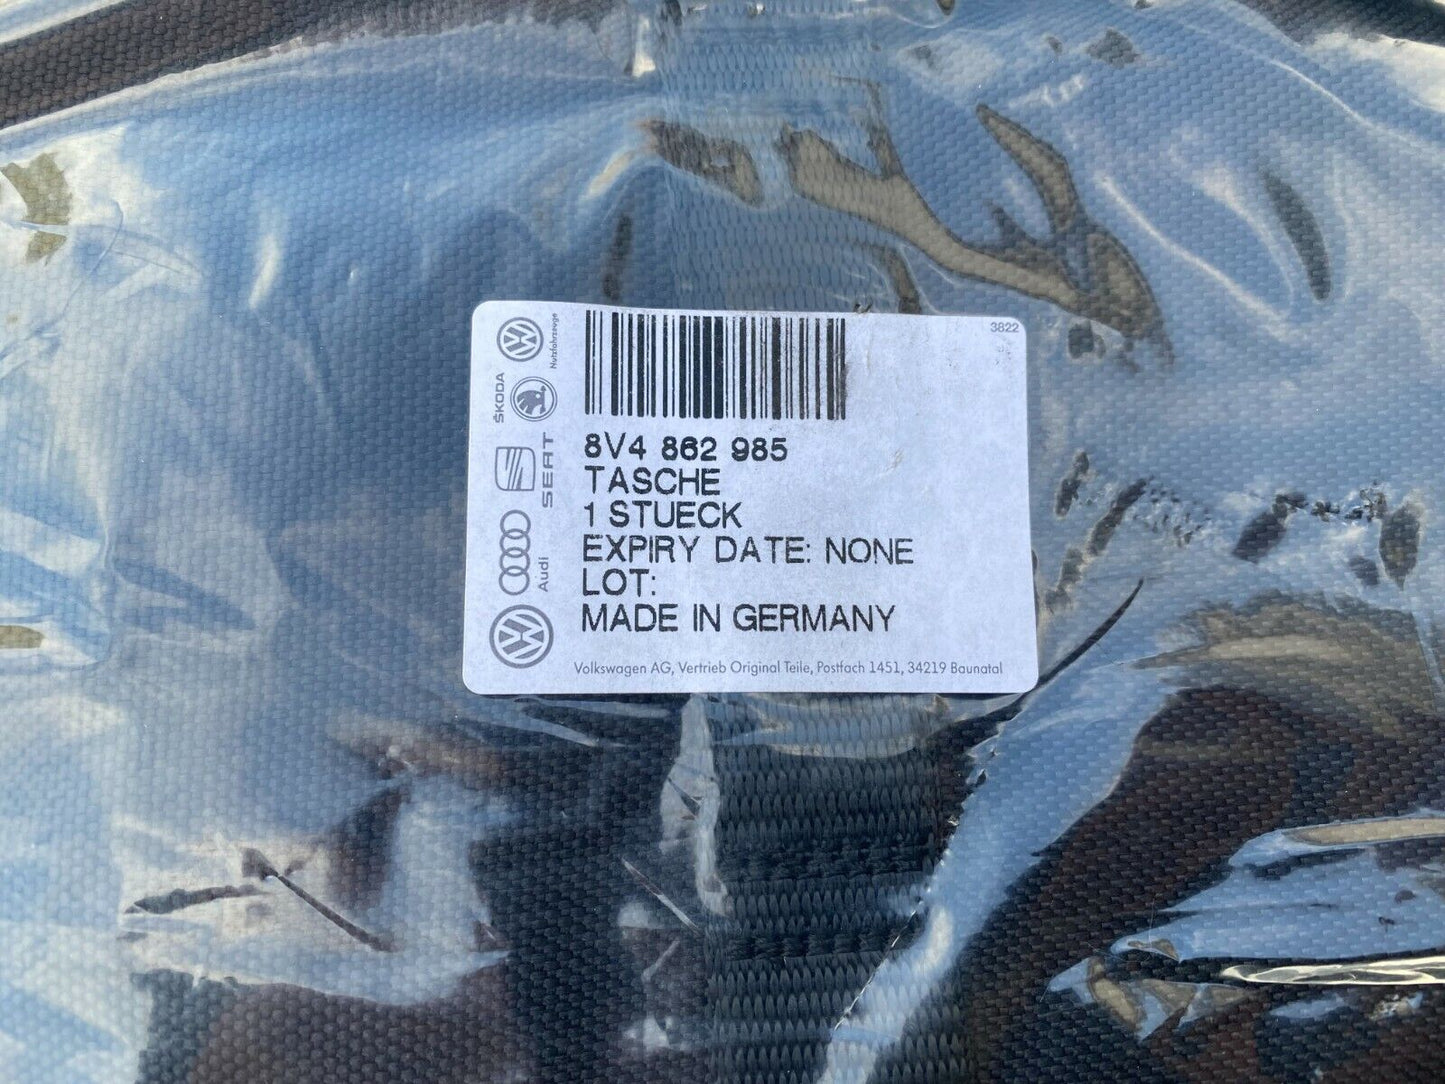 3822
Nutzfahrzeuge
ŠKODA
SEAT
Audi
8V4 862 985
TASCHE
1 STUECK
EXPIRY DATE: NONE
LOT:
MADE IN GERMANY
Volkswagen AG, Vertrieb Original Teile, Postfach 1451, 34219 Baunatal